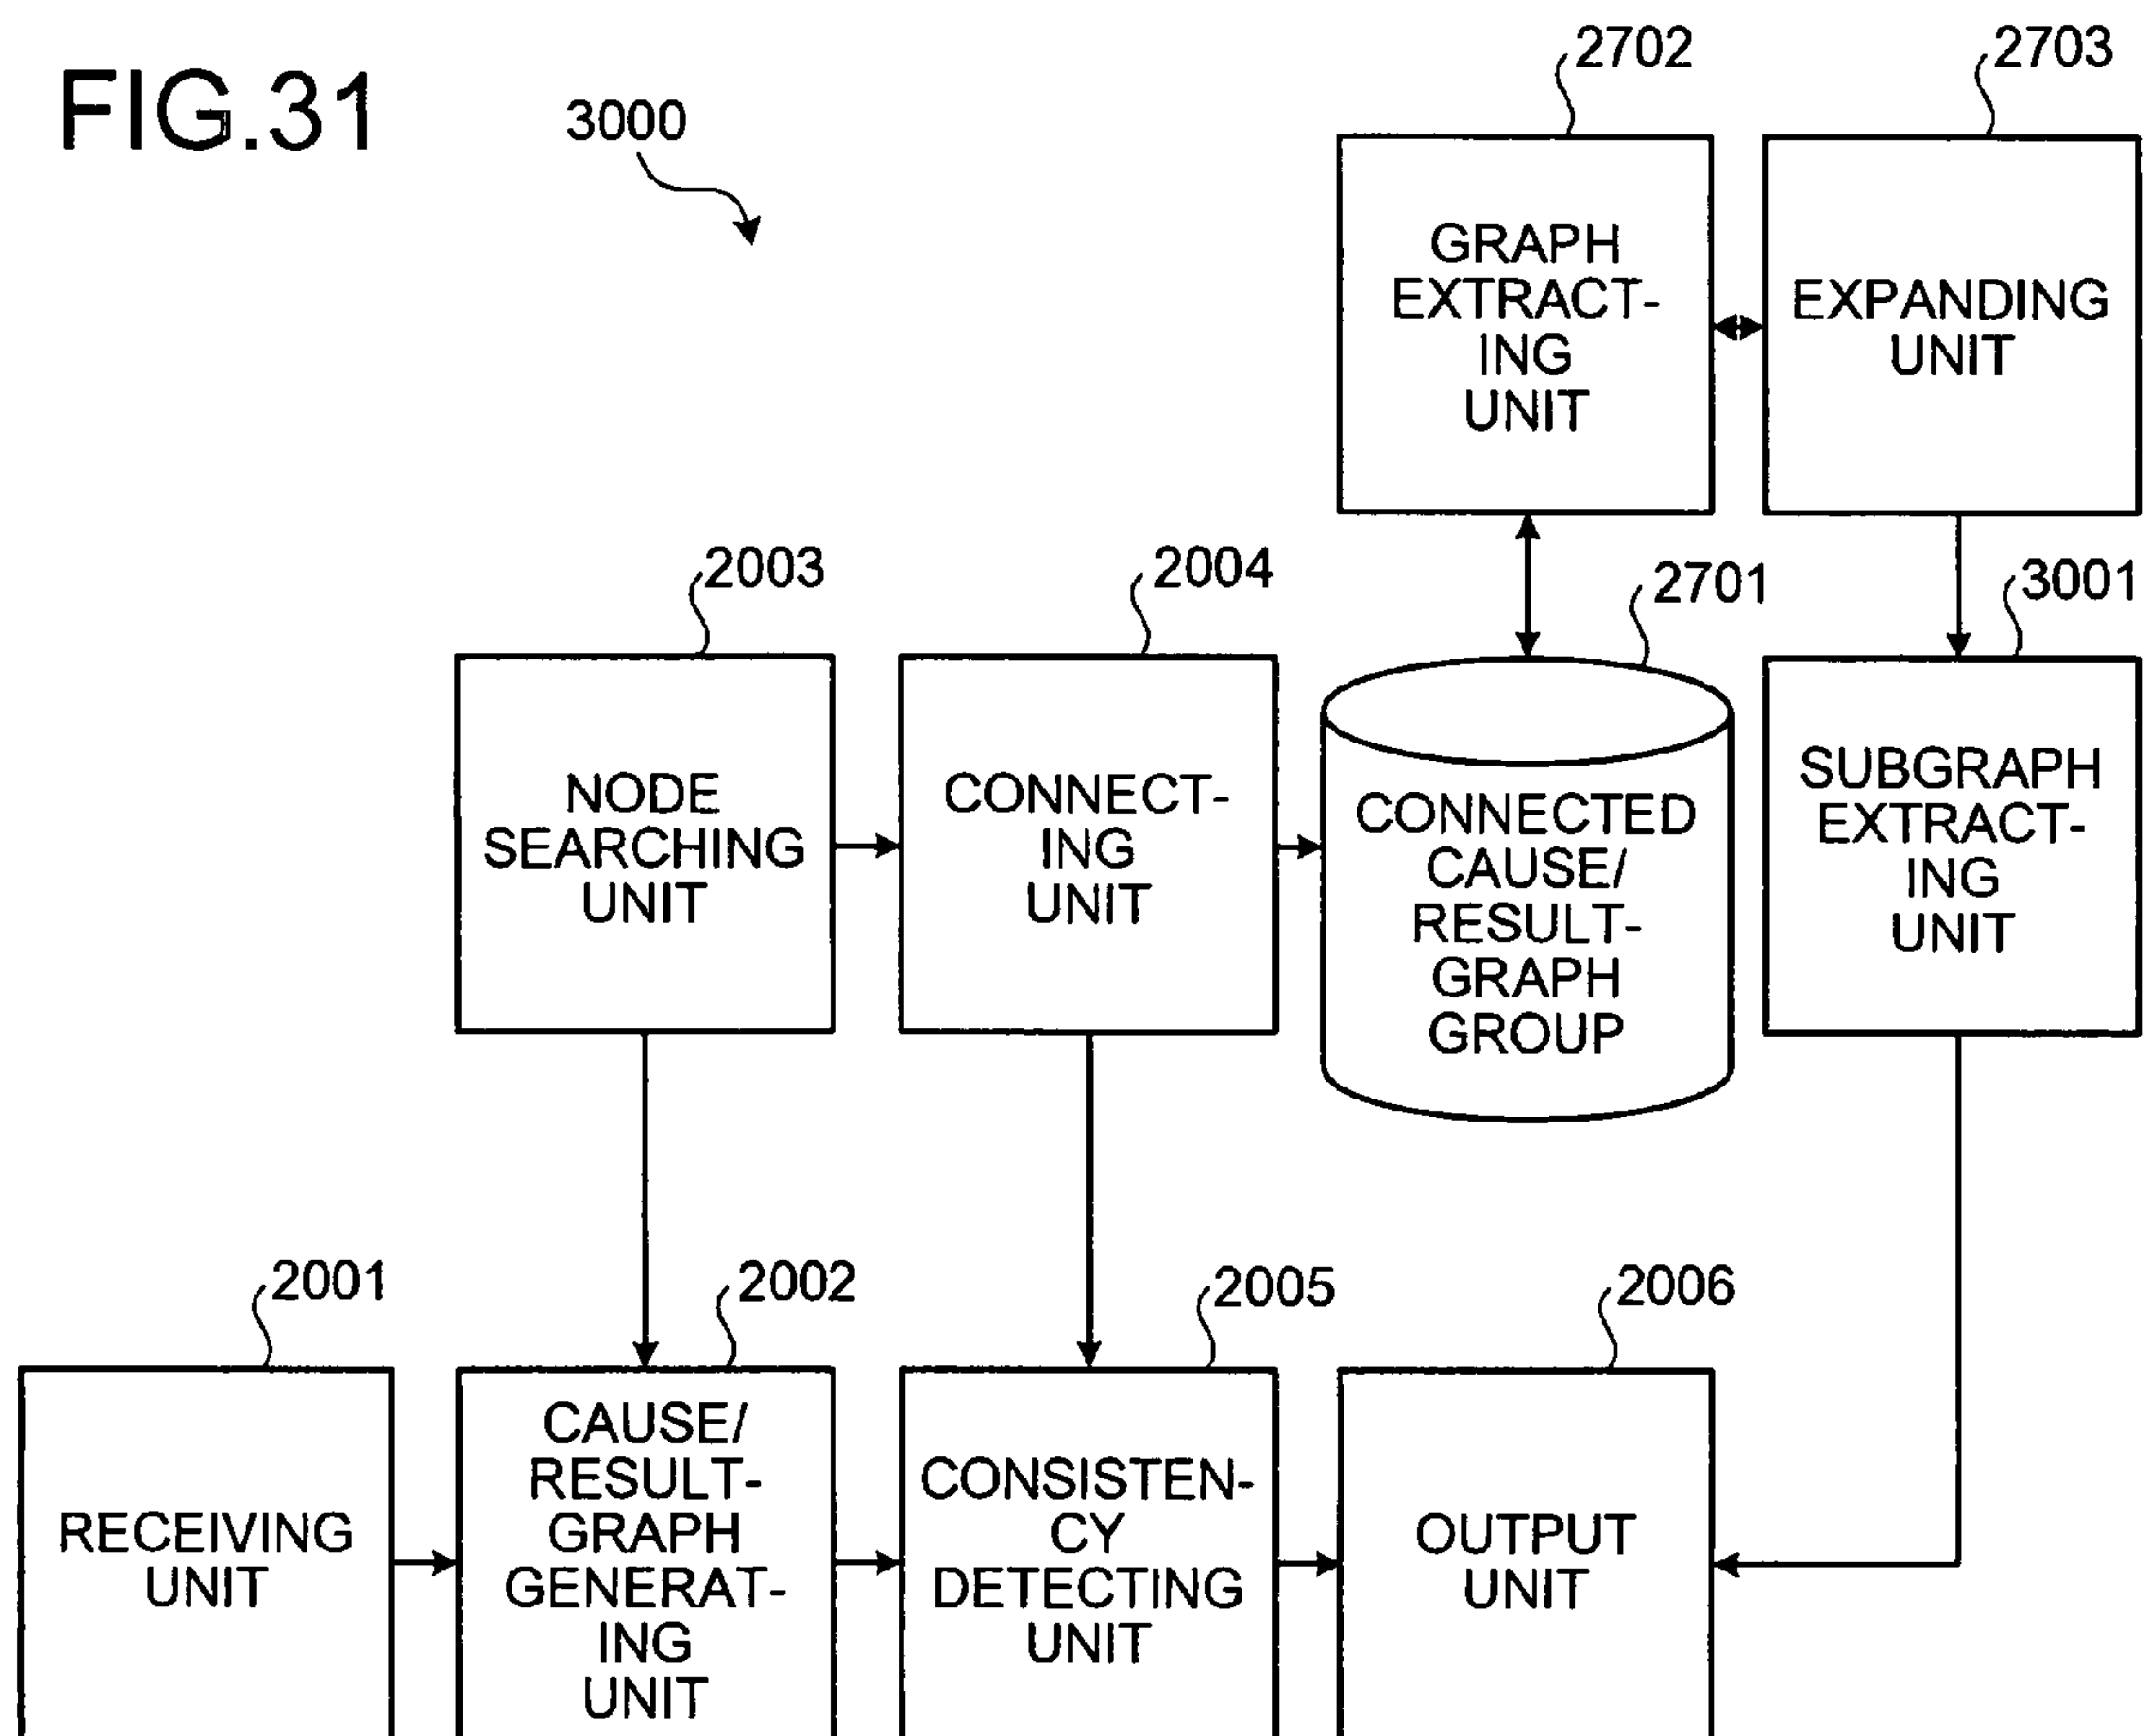 FIG.31
3000
2702
2703
GRAPH
EXTRACT-
ING
UNIT
EXPANDING
UNIT
2003
2004
2701
3001
NODE
SEARCHING
UNIT
CONNECT-
ING
UNIT
CONNECTED
CAUSE/
RESULT-
GRAPH
GROUP
SUBGRAPH
EXTRACT-
ING
UNIT
2001
2002
2005
2006
RECEIVING
UNIT
CAUSE/
RESULT-
GRAPH
GENERAT-
ING
UNIT
CONSISTEN-
CY
DETECTING
UNIT
OUTPUT
UNIT